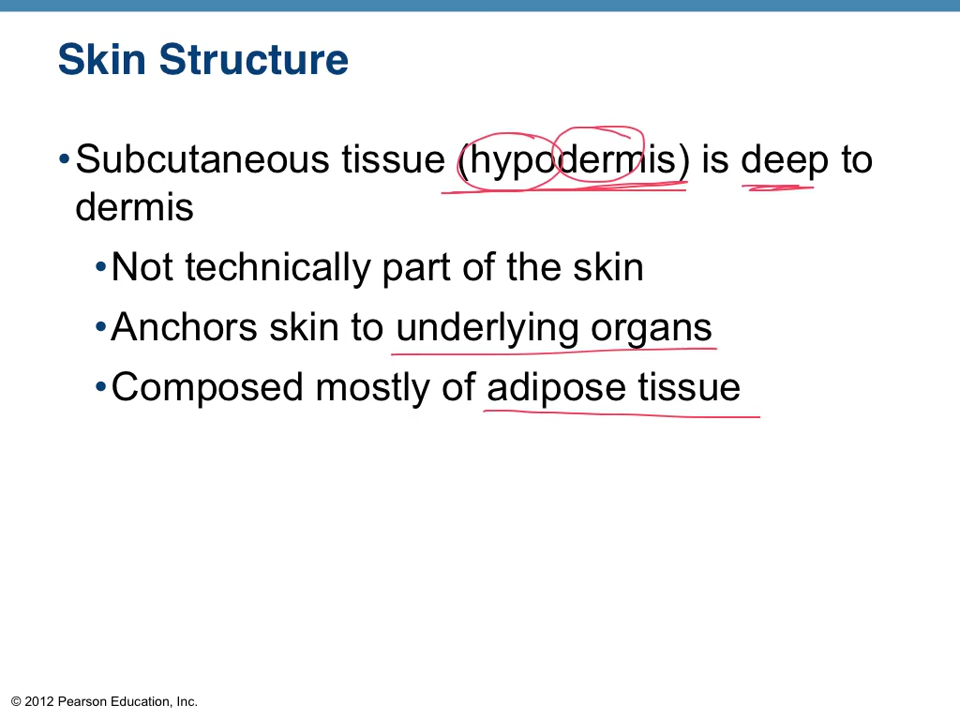 Skin Structure
•Subcutaneous tissue (hypodermis) is deep to
dermis
•Not technically part of the skin
•Anchors skin to underlying organs
•Composed mostly of adipose tissue
© 2012 Pearson Education, Inc.